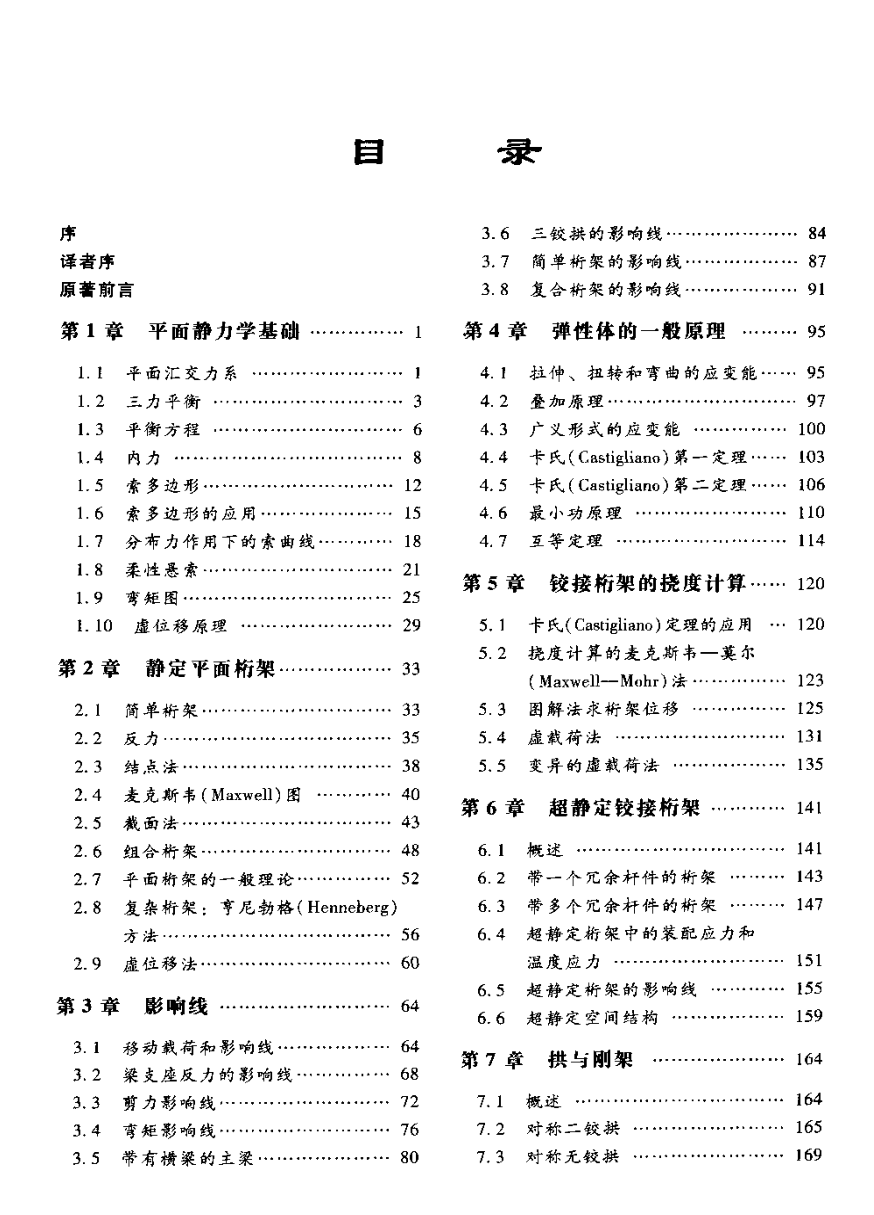 目 录
序
译者序
原著前言
第1章 平面静力学基础 …………… 1
1.1 平面汇交力系 …………………… 1
1.2 三力平衡 ………………………… 3
1.3 平衡方程 ………………………… 6
1.4 内力 ……………………………… 8
1.5 索多边形………………………… 12
1.6 索多边形的应用………………… 15
1.7 分布力作用下的索曲线………… 18
1.8 柔性悬索………………………… 21
1.9 弯矩图…………………………… 25
1.10 虚位移原理 …………………… 29
第2章 静定平面桁架……………… 33
2.1 简单桁架………………………… 33
2.2 反力……………………………… 35
2.3 结点法…………………………… 38
2.4 麦克斯韦(Maxwell)图 ………… 40
2.5 截面法…………………………… 43
2.6 组合桁架………………………… 48
2.7 平面桁架的一般理论…………… 52
2.8 复杂桁架：亨尼勃格(Henneberg)
方法……………………………… 56
2.9 虚位移法………………………… 60
第3章 影响线 ……………………… 64
3.1 移动载荷和影响线……………… 64
3.2 梁支座反力的影响线…………… 68
3.3 剪力影响线……………………… 72
3.4 弯矩影响线……………………… 76
3.5 带有横梁的主梁………………… 80
3.6 三铰拱的影响线………………… 84
3.7 简单桁架的影响线……………… 87
3.8 复合桁架的影响线……………… 91
第4章 弹性体的一般原理 ……… 95
4.1 拉伸、扭转和弯曲的应变能…… 95
4.2 叠加原理………………………… 97
4.3 广义形式的应变能 …………… 100
4.4 卡氏(Castigliano)第一定理…… 103
4.5 卡氏(Castigliano)第二定理…… 106
4.6 最小功原理 …………………… 110
4.7 互等定理 ……………………… 114
第5章 铰接桁架的挠度计算…… 120
5.1 卡氏(Castigliano)定理的应用 … 120
5.2 挠度计算的麦克斯韦—莫尔
(Maxwell—Mohr)法…………… 123
5.3 图解法求桁架位移 …………… 125
5.4 虚载荷法 ……………………… 131
5.5 变异的虚载荷法 ……………… 135
第6章 超静定铰接桁架 ………… 141
6.1 概述 …………………………… 141
6.2 带一个冗余杆件的桁架 ……… 143
6.3 带多个冗余杆件的桁架 ……… 147
6.4 超静定桁架中的装配应力和
温度应力 ……………………… 151
6.5 超静定桁架的影响线 ………… 155
6.6 超静定空间结构 ……………… 159
第7章 拱与刚架 ………………… 164
7.1 概述 …………………………… 164
7.2 对称二铰拱 …………………… 165
7.3 对称无铰拱 …………………… 169